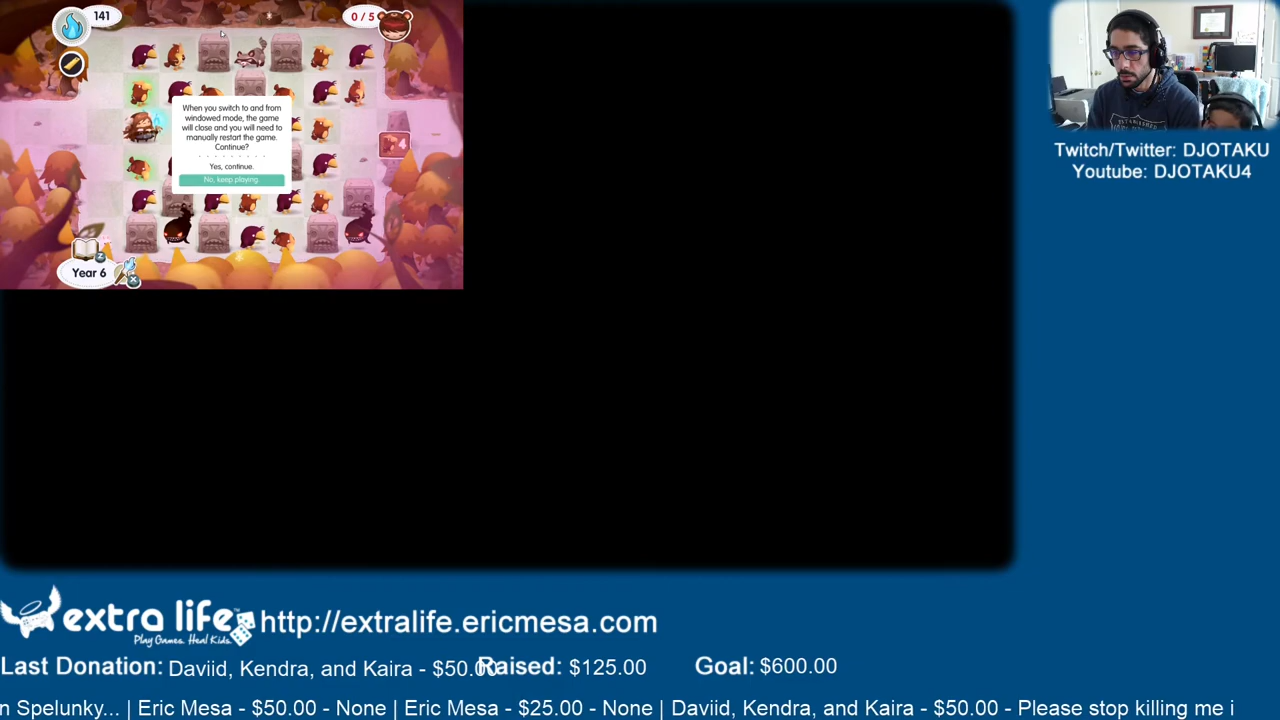 141
0 / 5
When you switch to and from
windowed mode, the game
will close and you will need to
manually restart the game.
Continue?
Yes, continue.
No, keep playing.
4
Z
Year 6
X
Twitch/Twitter: DJOTAKU
Youtube: DJOTAKU4
extra life
Play Games. Heal Kids.
http://extralife.ericmesa.com
Last Donation: Daviid, Kendra, and Kaira - $50.00 Raised: $125.00 Goal: $600.00
n Spelunky... | Eric Mesa - $50.00 - None | Eric Mesa - $25.00 - None | Daviid, Kendra, and Kaira - $50.00 - Please stop killing me i